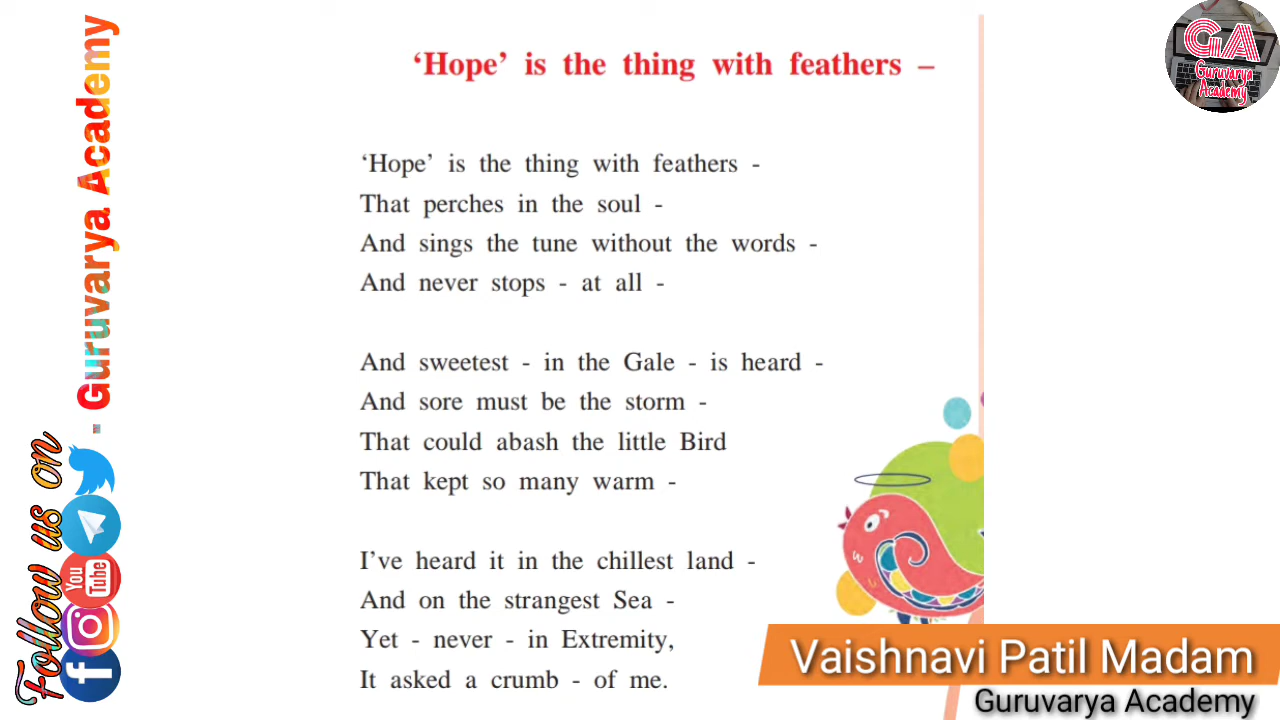 ‘Hope’ is the thing with feathers –
‘Hope’ is the thing with feathers -
That perches in the soul -
And sings the tune without the words -
And never stops - at all -
And sweetest - in the Gale - is heard -
And sore must be the storm -
That could abash the little Bird
That kept so many warm -
I’ve heard it in the chillest land -
And on the strangest Sea -
Yet - never - in Extremity,
It asked a crumb - of me.
Follow us on
- Guruvarya Academy
You
Tube
GA
Guruvarya
Academy
Vaishnavi Patil Madam
Guruvarya Academy